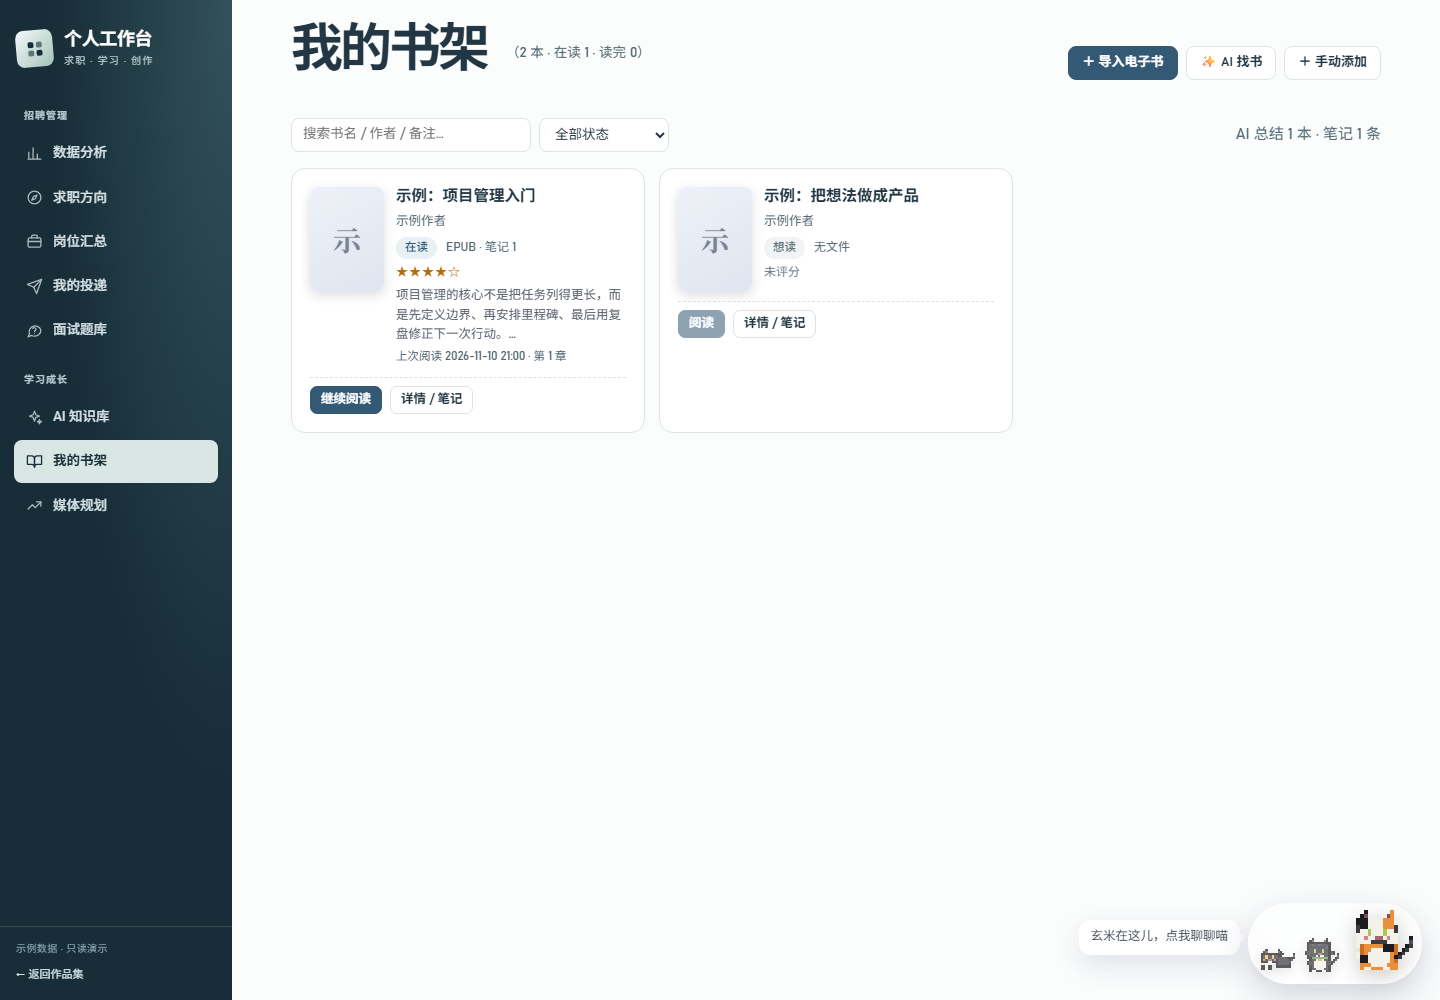 个人工作台
求职 · 学习 · 创作
招聘管理
数据分析
求职方向
岗位汇总
我的投递
面试题库
学习成长
AI 知识库
我的书架
媒体规划
示例数据 · 只读演示
← 返回作品集
我的书架 （2 本 · 在读 1 · 读完 0）
＋ 导入电子书
✨ AI 找书
＋ 手动添加
搜索书名 / 作者 / 备注…
全部状态
AI 总结 1 本 · 笔记 1 条
示
示例：项目管理入门
示例作者
在读 EPUB · 笔记 1
★★★★☆
项目管理的核心不是把任务列得更长，而
是先定义边界、再安排里程碑、最后用复
盘修正下一次行动。…
上次阅读 2026-11-10 21:00 · 第 1 章
继续阅读
详情 / 笔记
示
示例：把想法做成产品
示例作者
想读 无文件
未评分
阅读
详情 / 笔记
玄米在这儿，点我聊聊喵